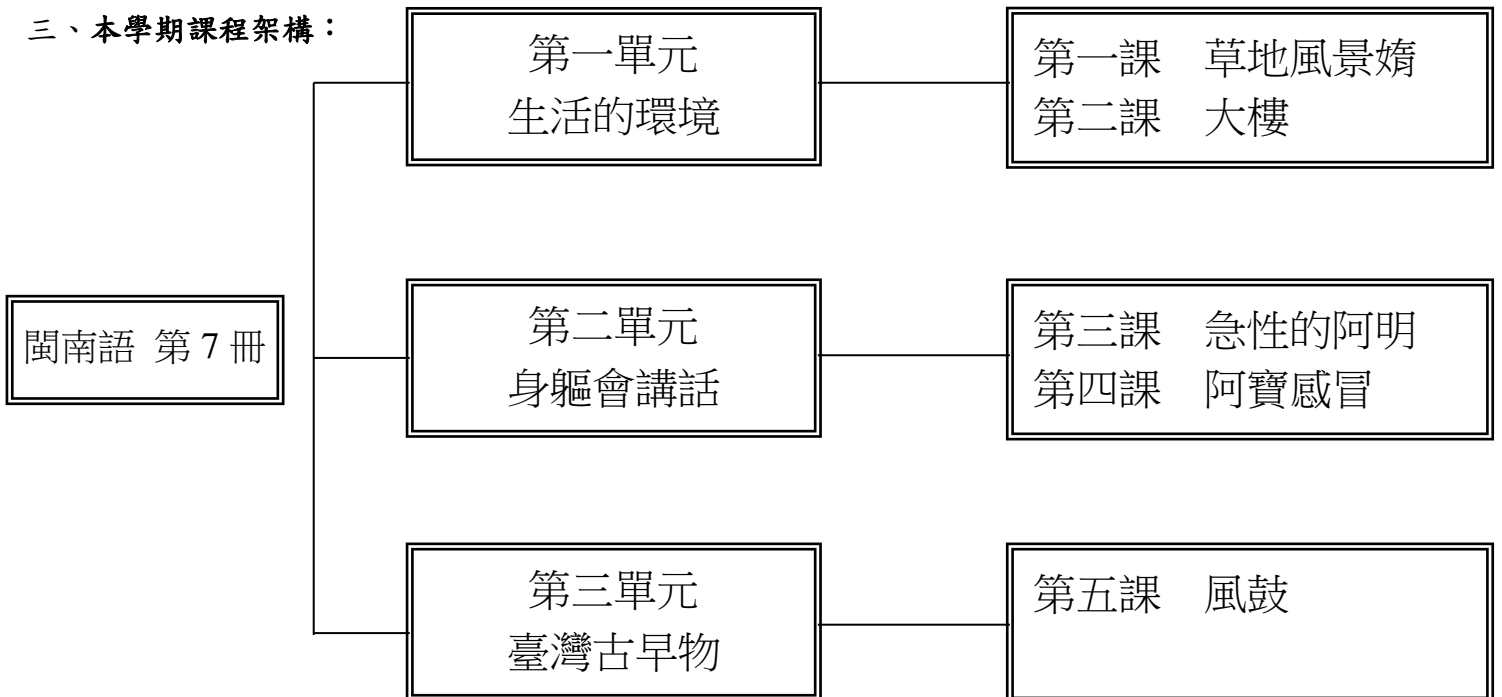 三、本學期課程架構：
閩南語 第 7 冊
第一單元
生活的環境
第一課 草地風景媠
第二課 大樓
第二單元
身軀會講話
第三課 急性的阿明
第四課 阿寶感冒
第三單元
臺灣古早物
第五課 風鼓